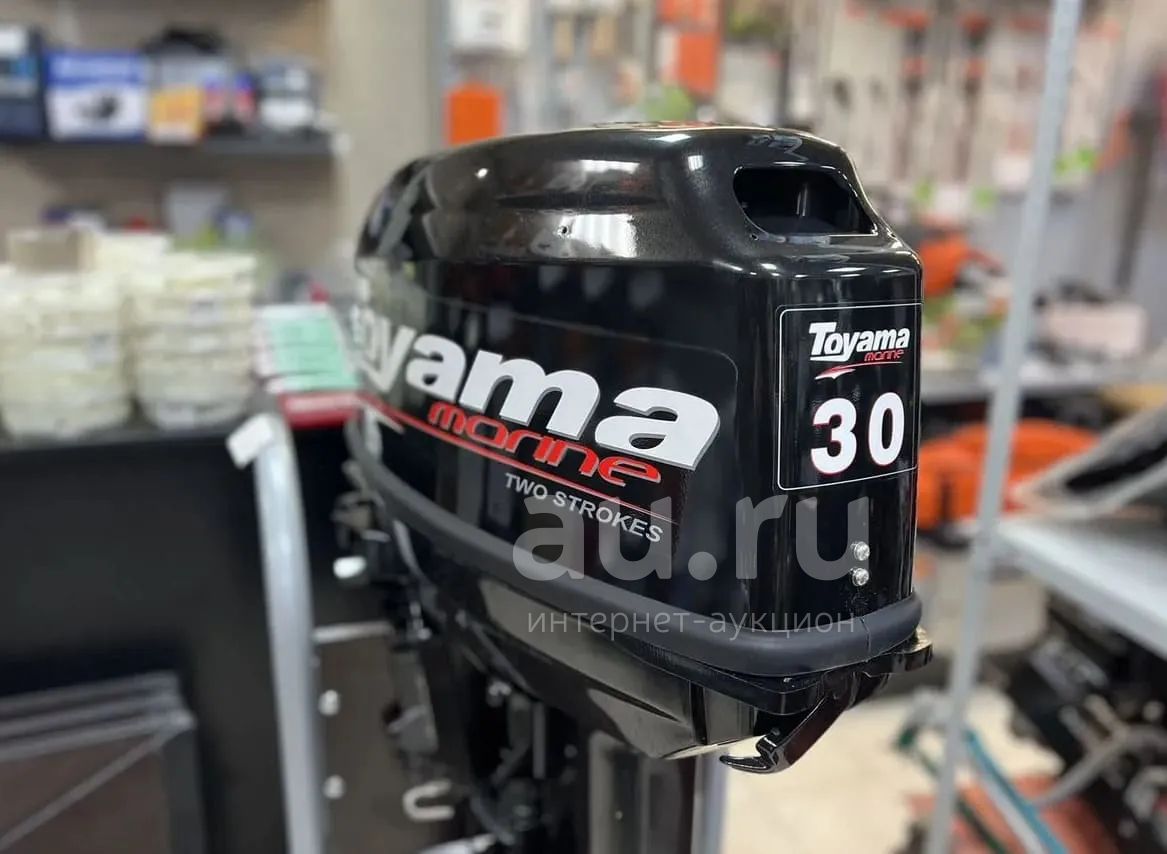 Toyama
marine
TWO STROKES
Toyama
marine
30
au.ru
интернет-аукцион